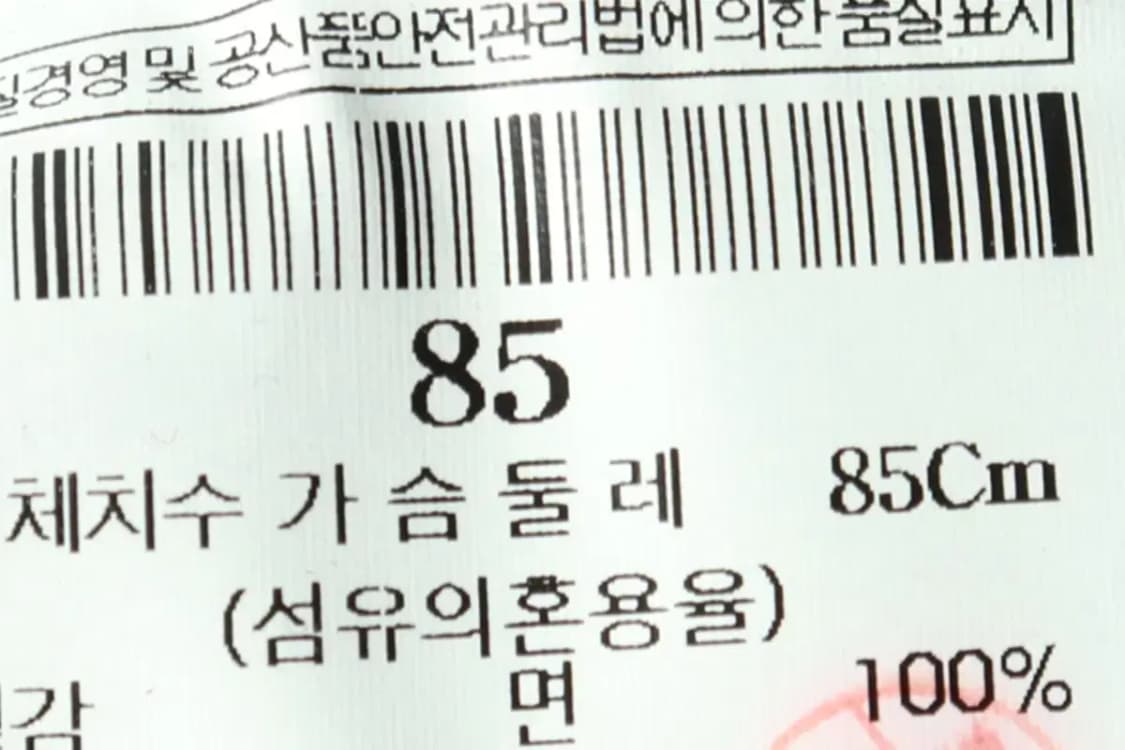 경영 및 공산품안전관리법에 의한 품질표시
85
체치수 가 슴 둘 레 85Cm
(섬유의혼용율)
감 면 100%